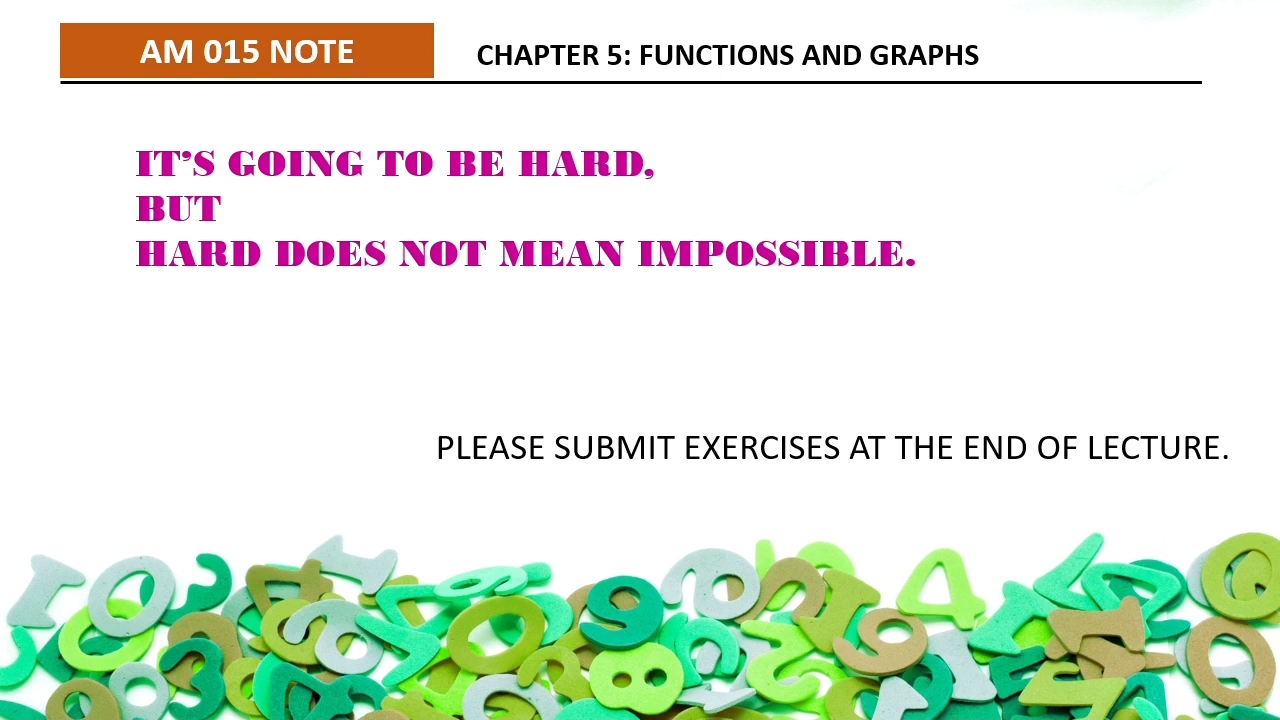 AM 015 NOTE
CHAPTER 5: FUNCTIONS AND GRAPHS
IT’S GOING TO BE HARD,
BUT
HARD DOES NOT MEAN IMPOSSIBLE.
PLEASE SUBMIT EXERCISES AT THE END OF LECTURE.